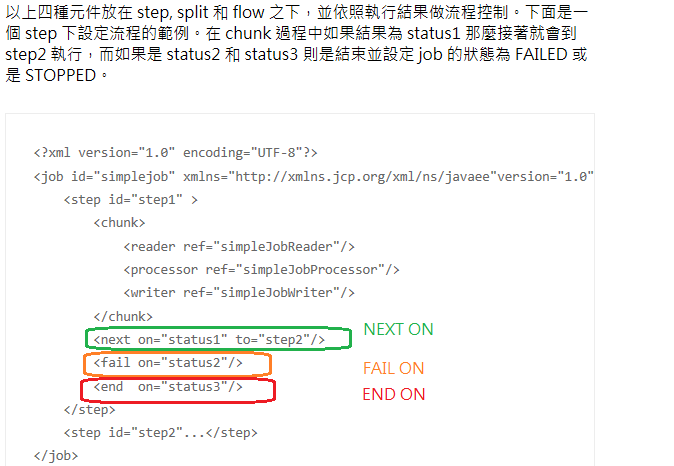 以上四種元件放在 step, split 和 flow 之下，並依照執行結果做流程控制。下面是一
個 step 下設定流程的範例。在 chunk 過程中如果結果為 status1 那麼接著就會到
step2 執行，而如果是 status2 和 status3 則是結束並設定 job 的狀態為 FAILED 或
是 STOPPED。
<?xml version="1.0" encoding="UTF-8"?>
<job id="simplejob" xmlns="http://xmlns.jcp.org/xml/ns/javaee"version="1.0"
<step id="step1" >
<chunk>
<reader ref="simpleJobReader"/>
<processor ref="simpleJobProcessor"/>
<writer ref="simpleJobWriter"/>
</chunk>
<next on="status1" to="step2"/> NEXT ON
<fail on="status2"/> FAIL ON
<end  on="status3"/> END ON
</step>
<step id="step2"...</step>
</job>